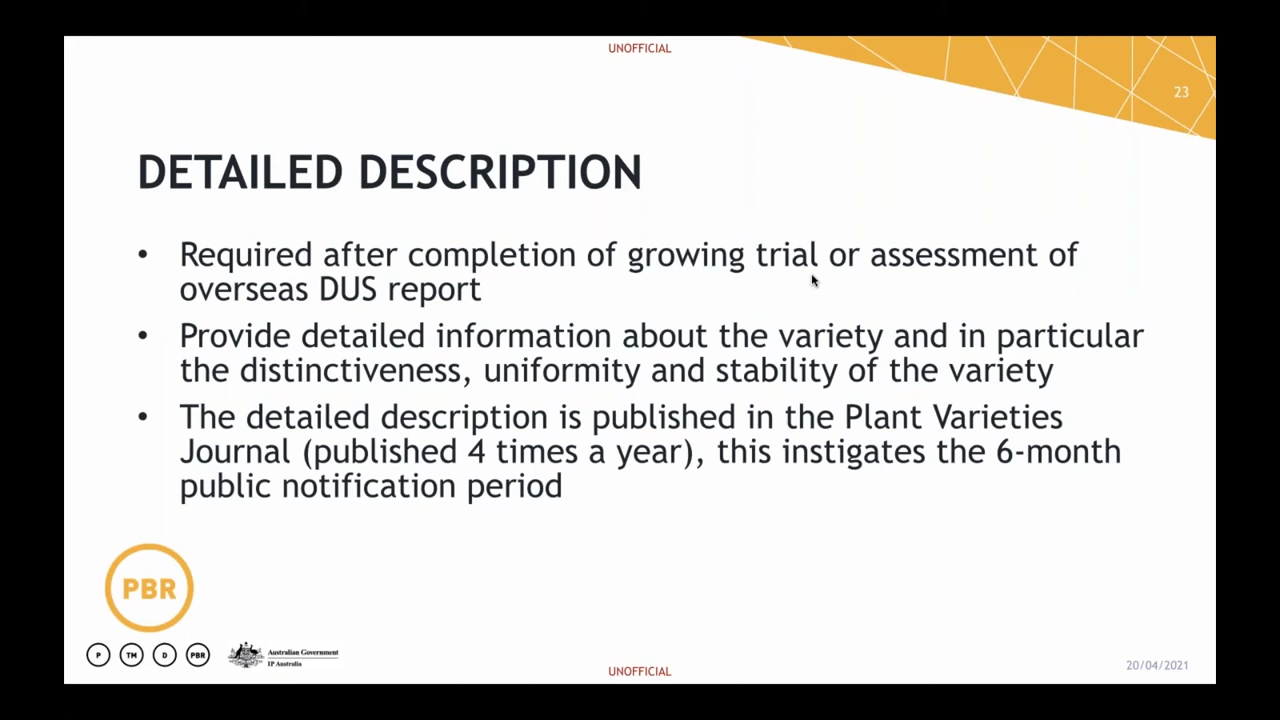 UNOFFICIAL
23
DETAILED DESCRIPTION
• Required after completion of growing trial or assessment of
overseas DUS report
• Provide detailed information about the variety and in particular
the distinctiveness, uniformity and stability of the variety
• The detailed description is published in the Plant Varieties
Journal (published 4 times a year), this instigates the 6-month
public notification period
PBR
P TM D PBR
Australian Government
IP Australia
UNOFFICIAL
20/04/2021